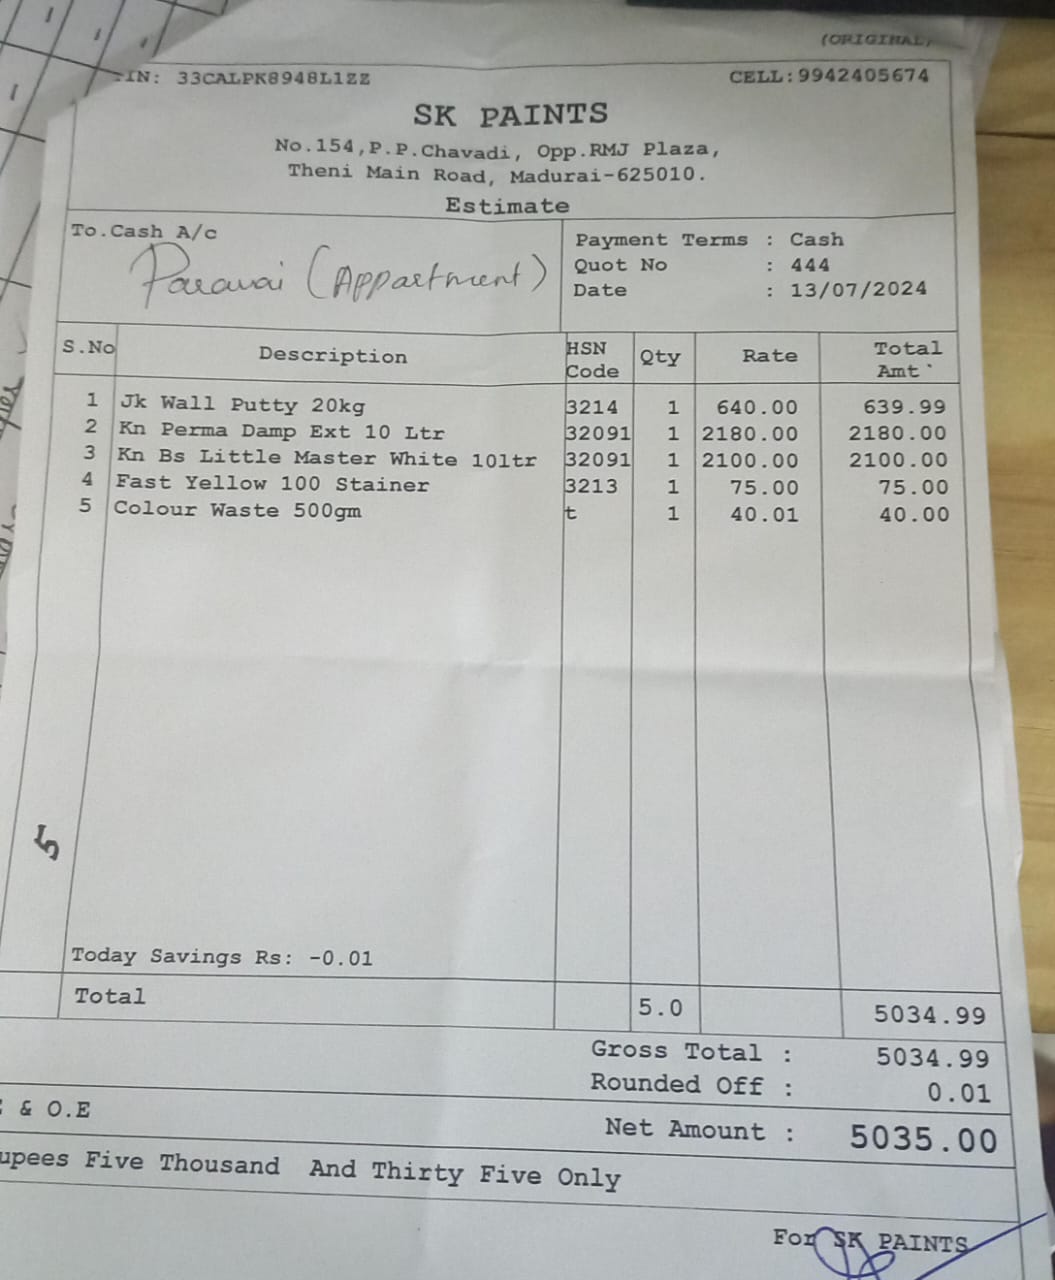 (ORIGINAL)
IN: 33CALPK8948L1ZZ CELL:9942405674
SK PAINTS
No.154,P.P.Chavadi, Opp.RMJ Plaza,
Theni Main Road, Madurai-625010.
Estimate
To.Cash A/c
Paravai (Appartment)
Payment Terms : Cash
Quot No : 444
Date : 13/07/2024
S.No Description HSN Code Qty Rate Total Amt
1 Jk Wall Putty 20kg 3214 1 640.00 639.99
2 Kn Perma Damp Ext 10 Ltr 32091 1 2180.00 2180.00
3 Kn Bs Little Master White 10ltr 32091 1 2100.00 2100.00
4 Fast Yellow 100 Stainer 3213 1 75.00 75.00
5 Colour Waste 500gm t 1 40.01 40.00
5
Today Savings Rs: -0.01
Total 5.0 5034.99
Gross Total : 5034.99
Rounded Off : 0.01
& O.E
Net Amount : 5035.00
upees Five Thousand And Thirty Five Only
For SK PAINTS